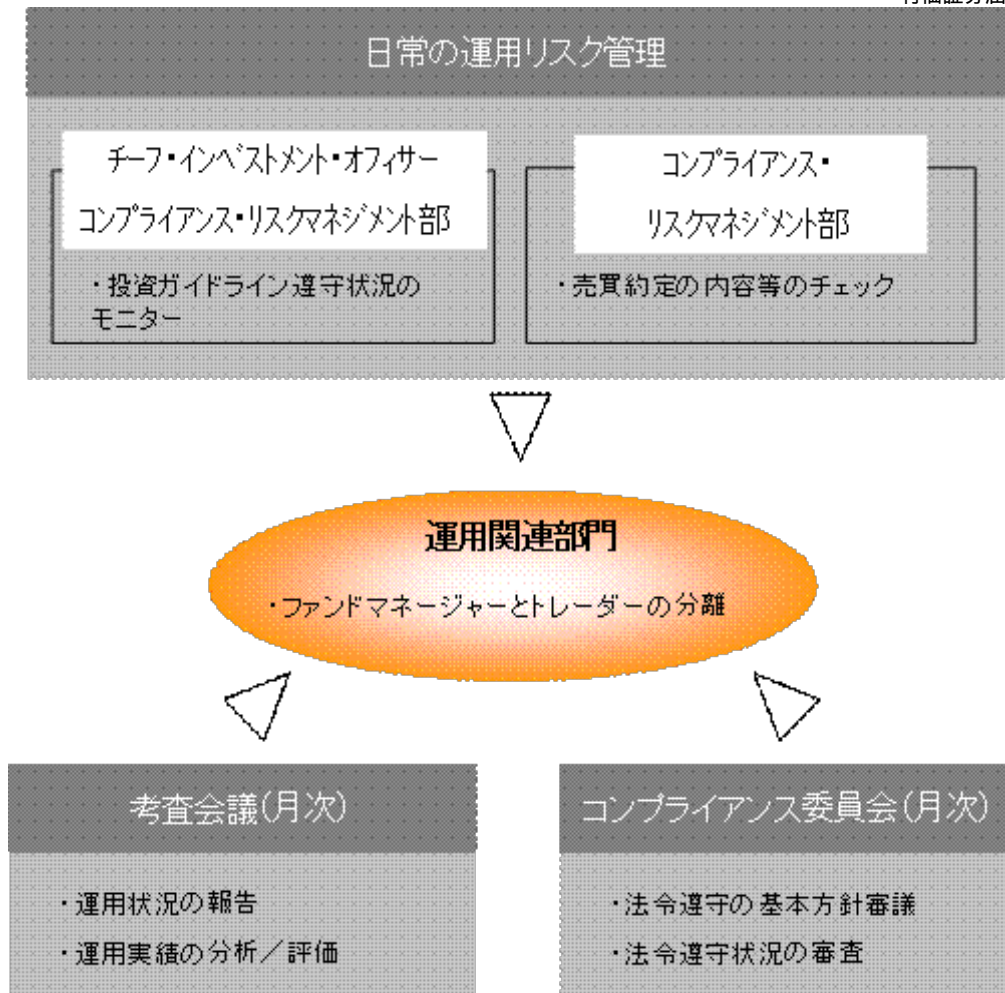 日常の運用リスク管理
チーフ・インベストメント・オフィサー
コンプライアンス・リスクマネジメント部
・投資ガイドライン遵守状況の
モニター
コンプライアンス・
リスクマネジメント部
・売買約定の内容等のチェック
運用関連部門
・ファンドマネージャーとトレーダーの分離
考査会議(月次)
・運用状況の報告
・運用実績の分析／評価
コンプライアンス委員会(月次)
・法令遵守の基本方針審議
・法令遵守状況の審査